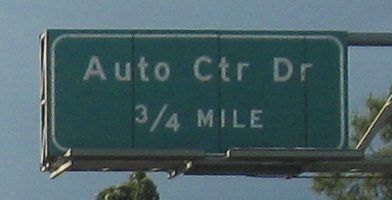 Auto Ctr Dr
3/4 MILE